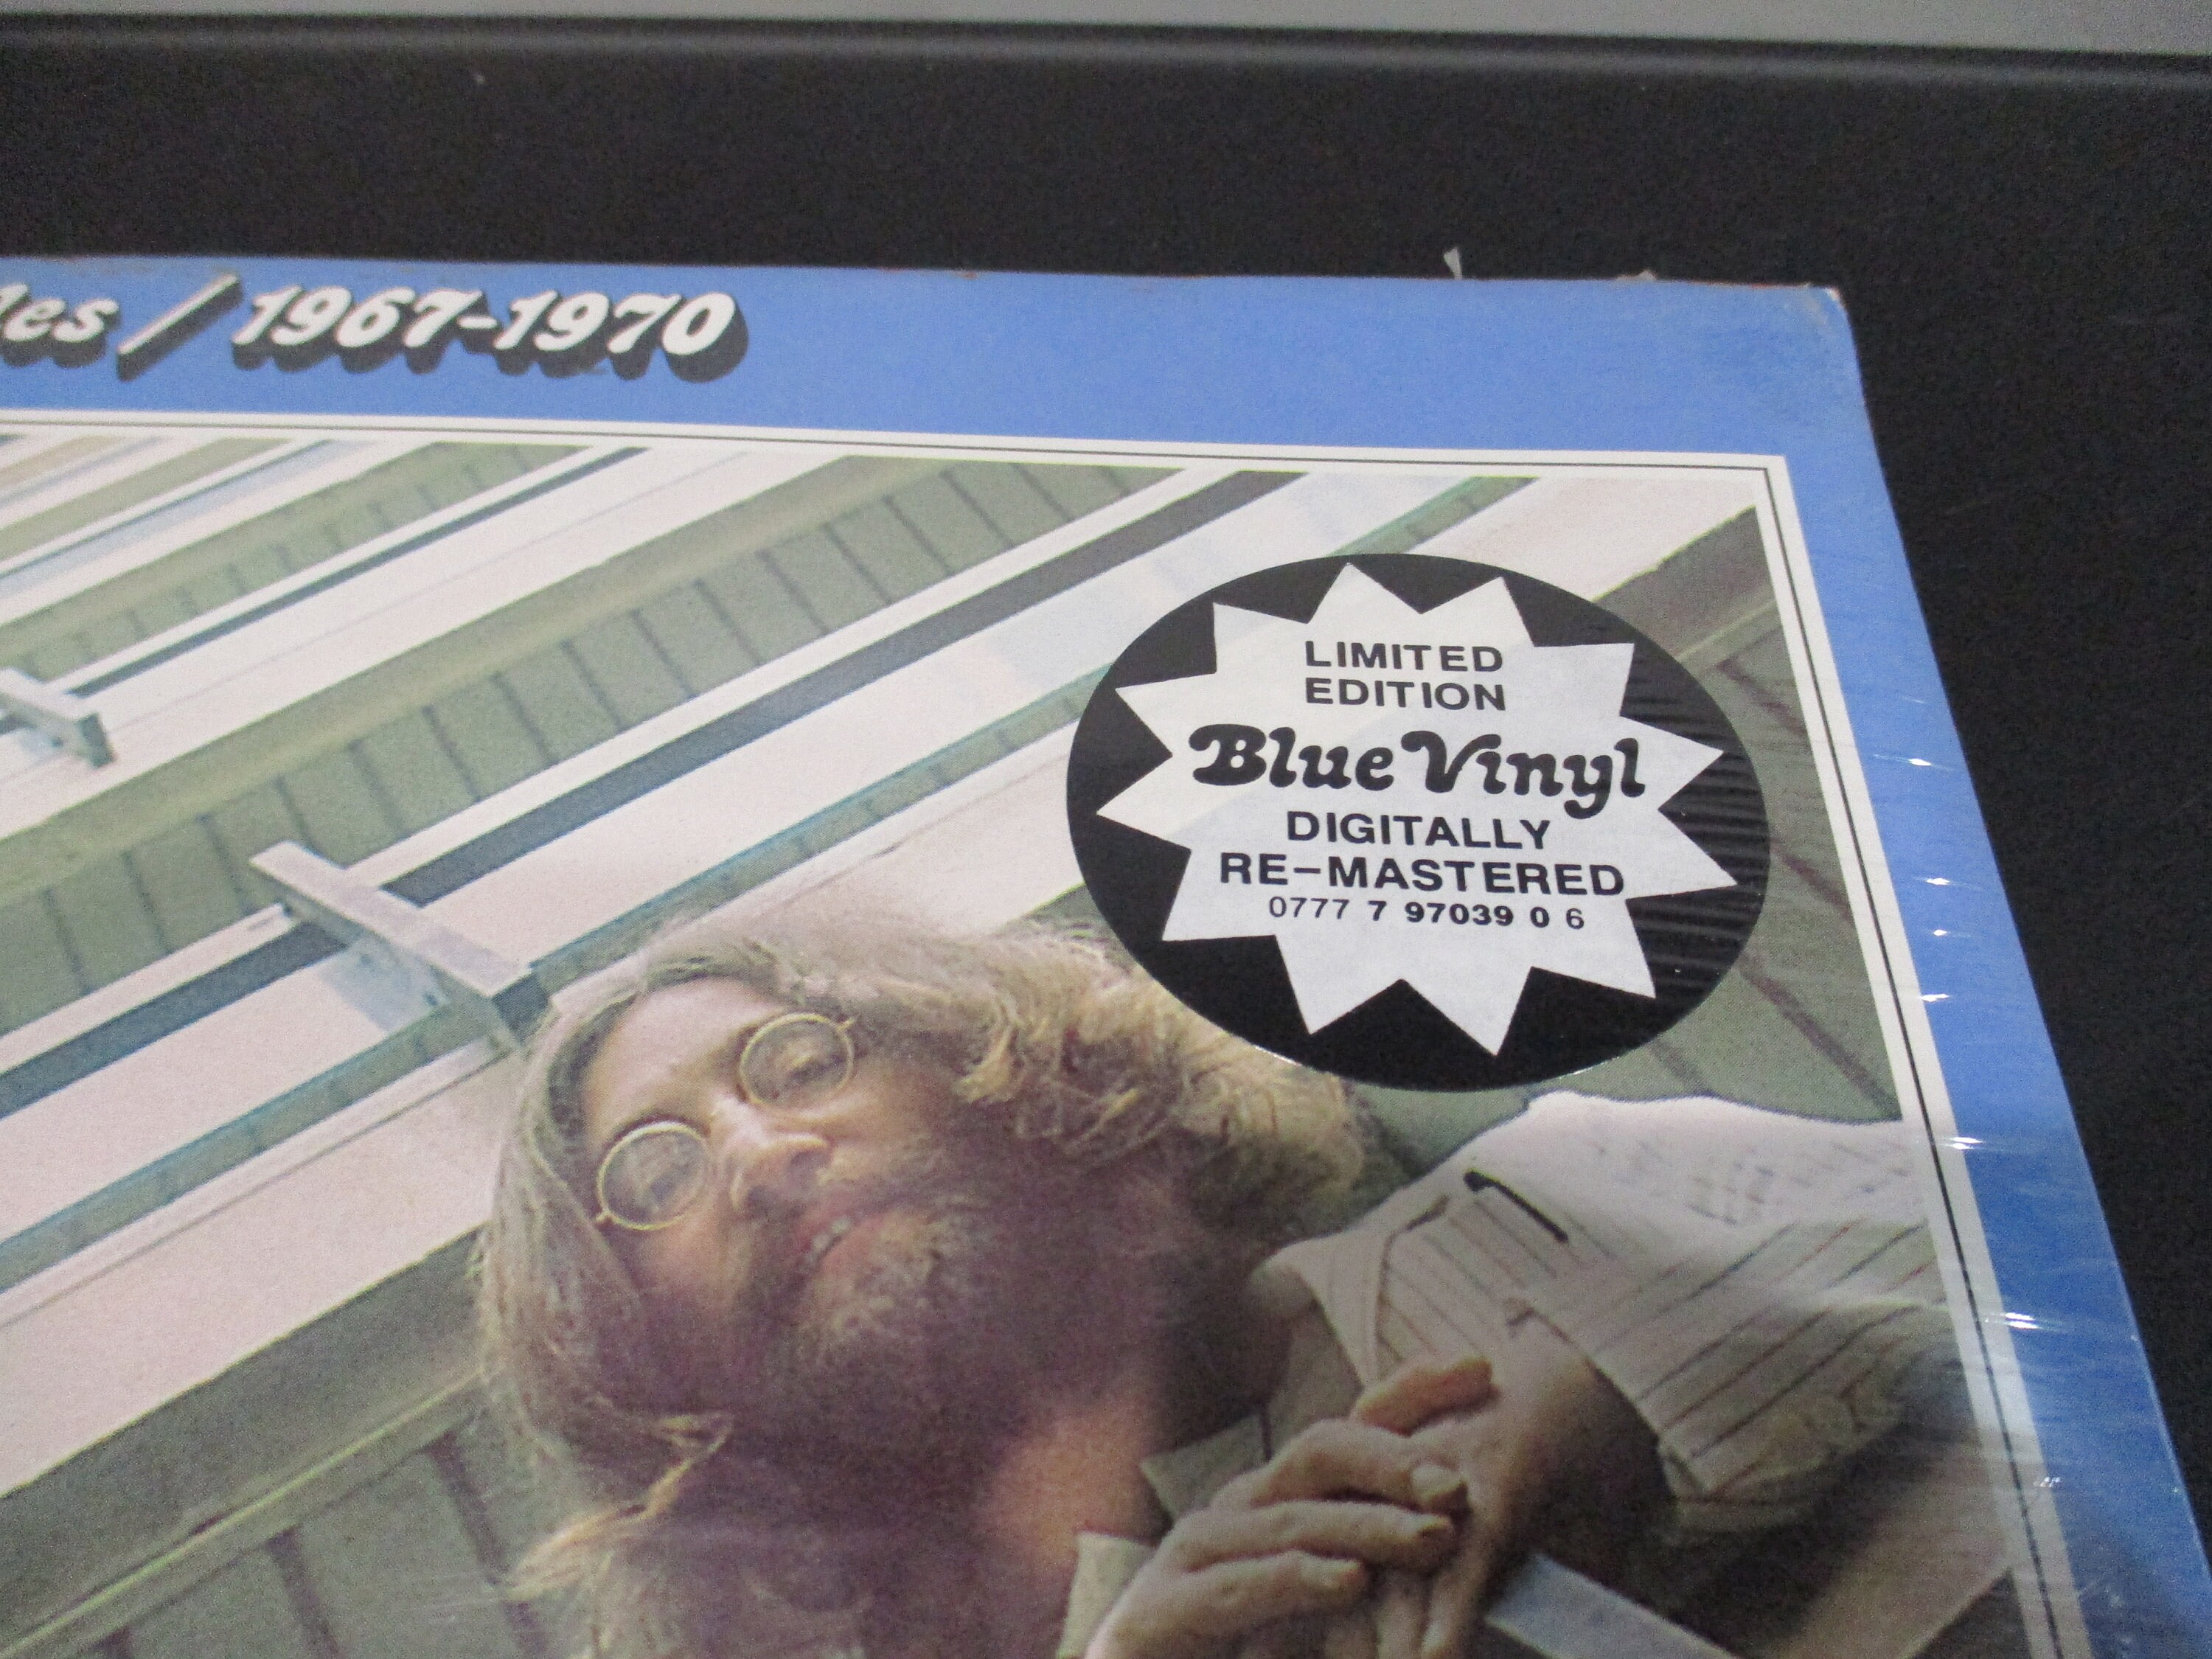 les / 1967-1970
LIMITED
EDITION
Blue Vinyl
DIGITALLY
RE-MASTERED
0777 7 97039 0 6